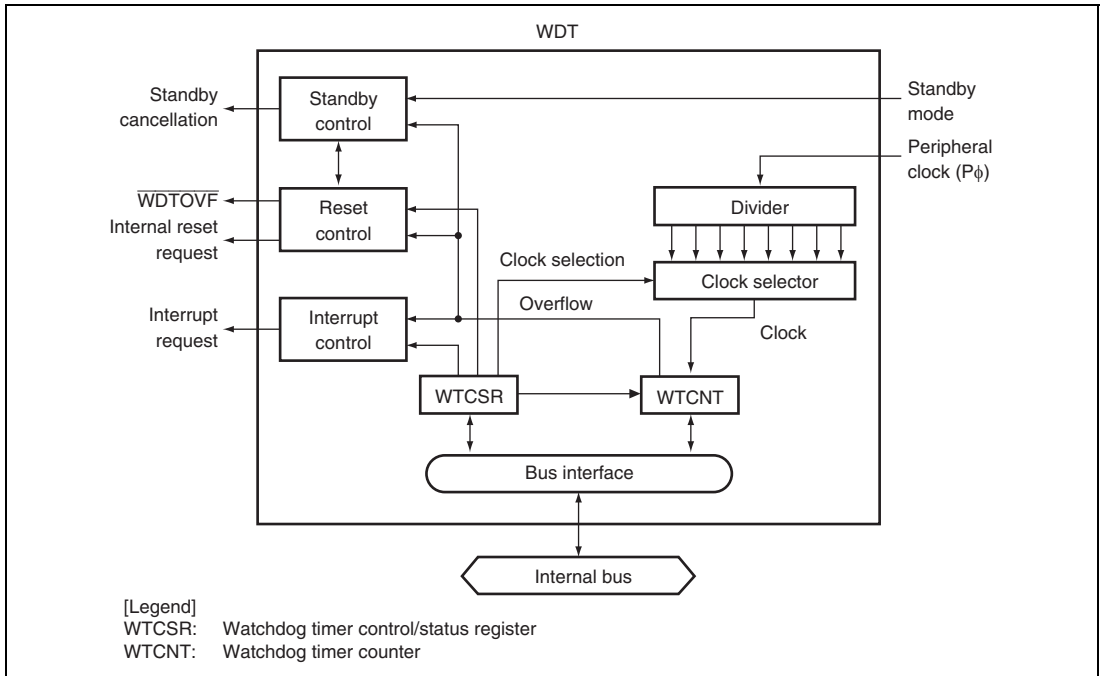 WDT
Standby
cancellation
Standby
control
Standby
mode
Peripheral
clock (Pϕ)
WDTOVF
Internal reset
request
Reset
control
Divider
Clock selection
Clock selector
Interrupt
request
Interrupt
control
Overflow
Clock
WTCSR
WTCNT
Bus interface
Internal bus
[Legend]
WTCSR: Watchdog timer control/status register
WTCNT: Watchdog timer counter